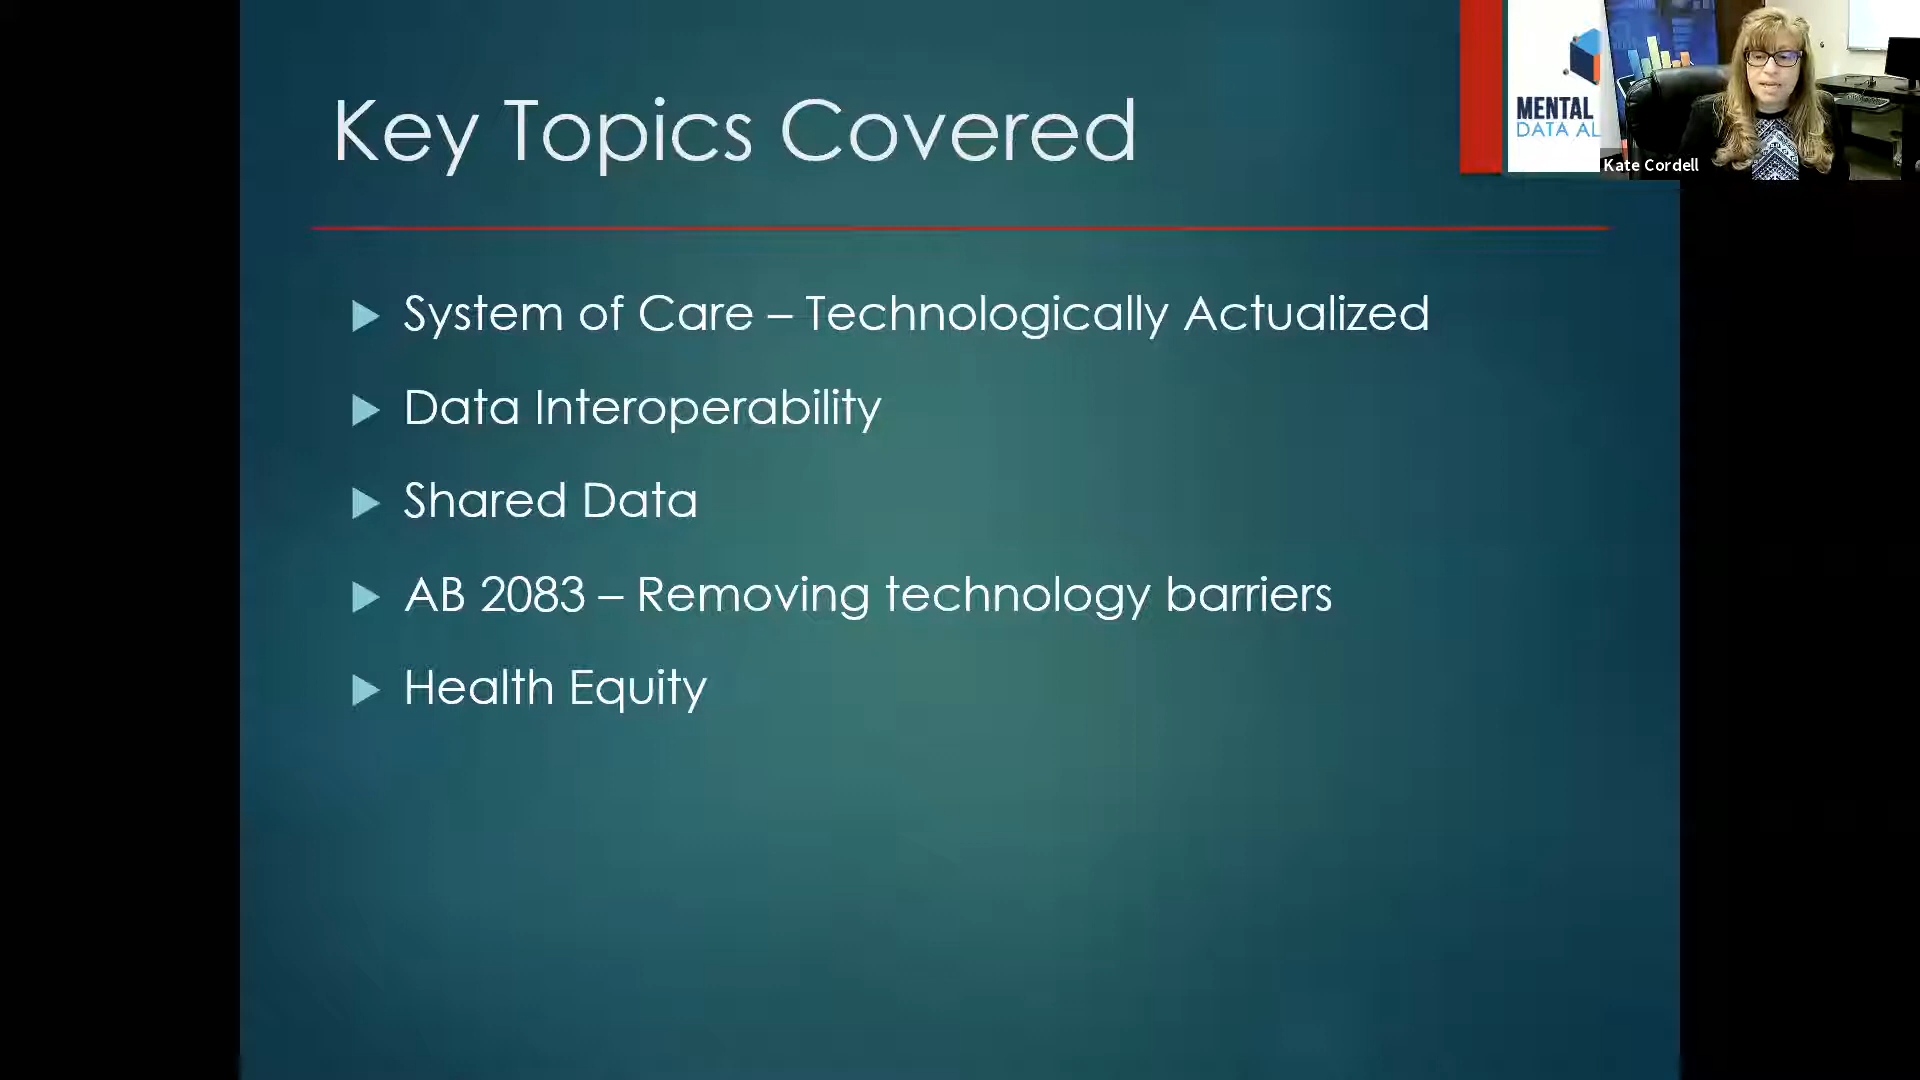 Key Topics Covered
MENTAL
DATA AL
Kate Cordell
System of Care – Technologically Actualized
Data Interoperability
Shared Data
AB 2083 – Removing technology barriers
Health Equity